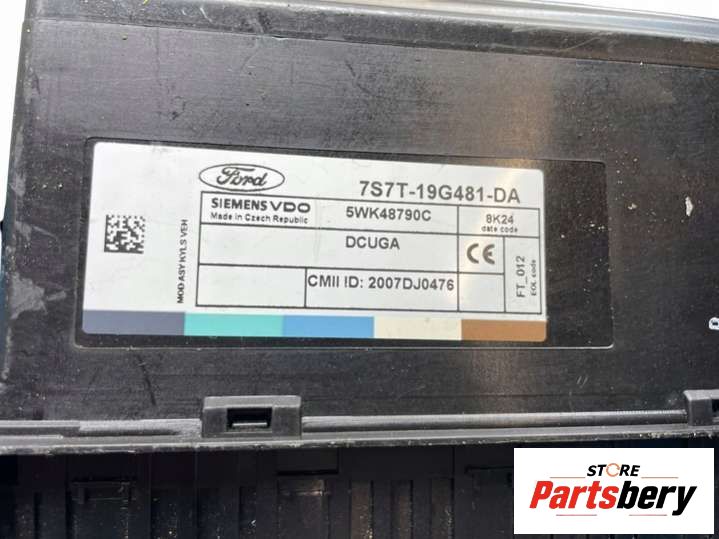 Ford
7S7T-19G481-DA
SIEMENS VDO
Made in Czech Republic
5WK48790C
8K24
date code
DCUGA
CE
FT_012
EOL code
CMII ID: 2007DJ0476
MOD ASY KYLS VEH
STORE
Partsbery